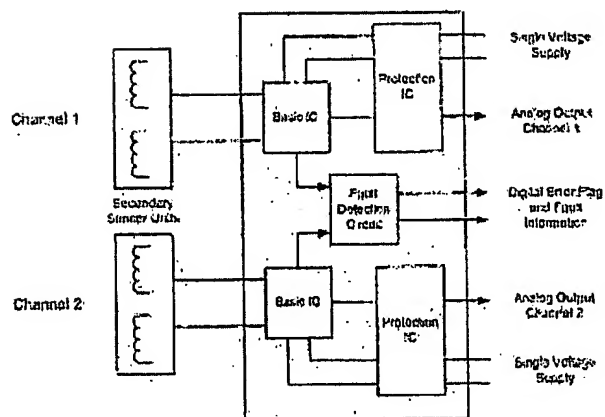 Single Voltage
Supply
Protection
IC
Channel 1
Basic IC
Analog Output
Channel 1
Secondary
Sensor Units
Fault
Detection
Circuit
Digital Error Flag
and Fault
Information
Channel 2
Basic IC
Protection
IC
Analog Output
Channel 2
Single Voltage
Supply